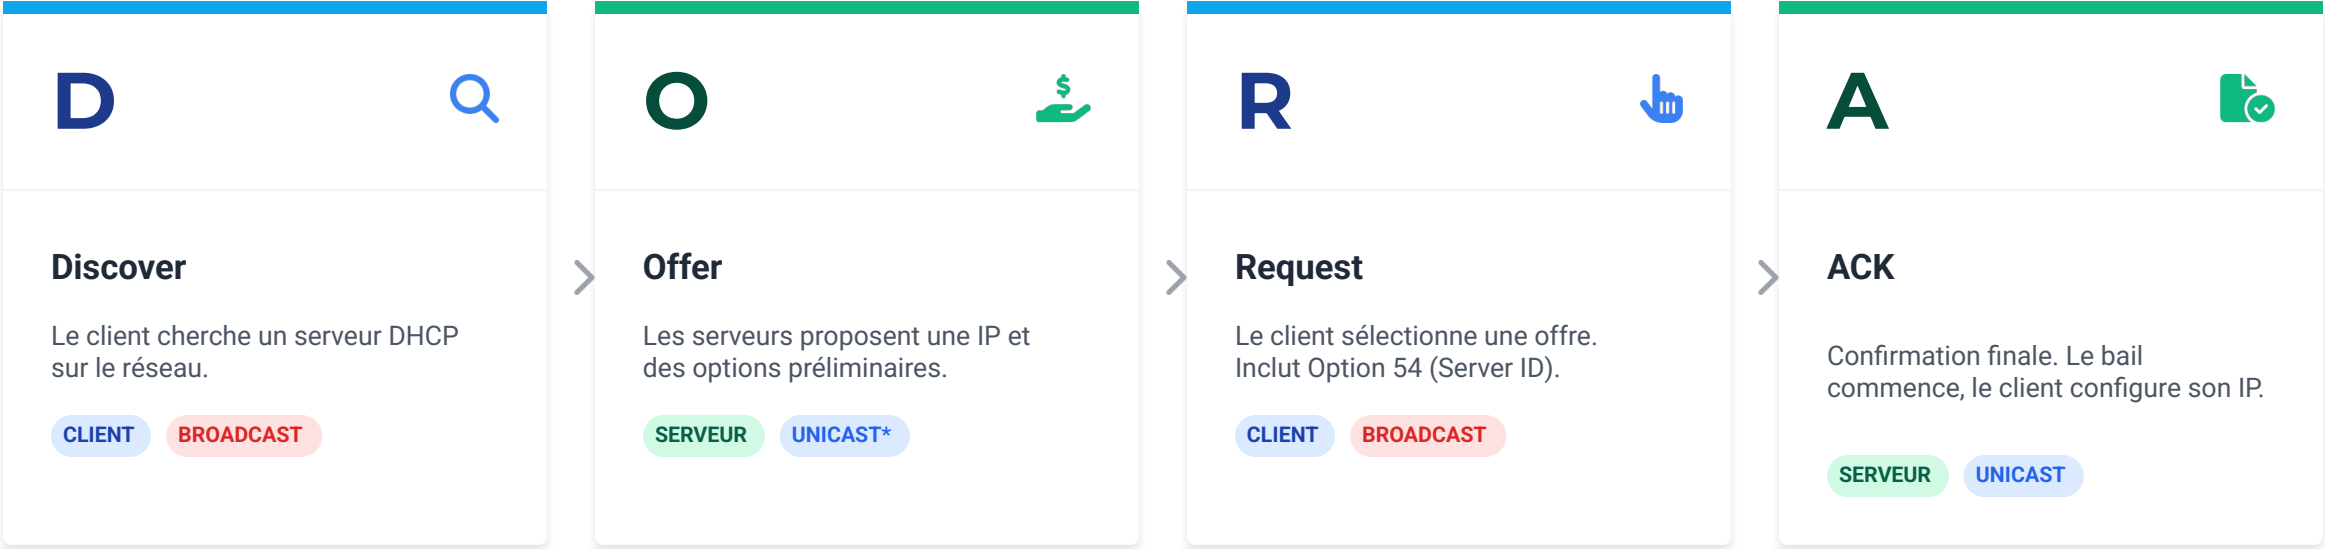 D
Discover
Le client cherche un serveur DHCP
sur le réseau.
CLIENT
BROADCAST
O
$
Offer
Les serveurs proposent une IP et
des options préliminaires.
SERVEUR
UNICAST*
R
Request
Le client sélectionne une offre.
Inclut Option 54 (Server ID).
CLIENT
BROADCAST
A
ACK
Confirmation finale. Le bail
commence, le client configure son IP.
SERVEUR
UNICAST